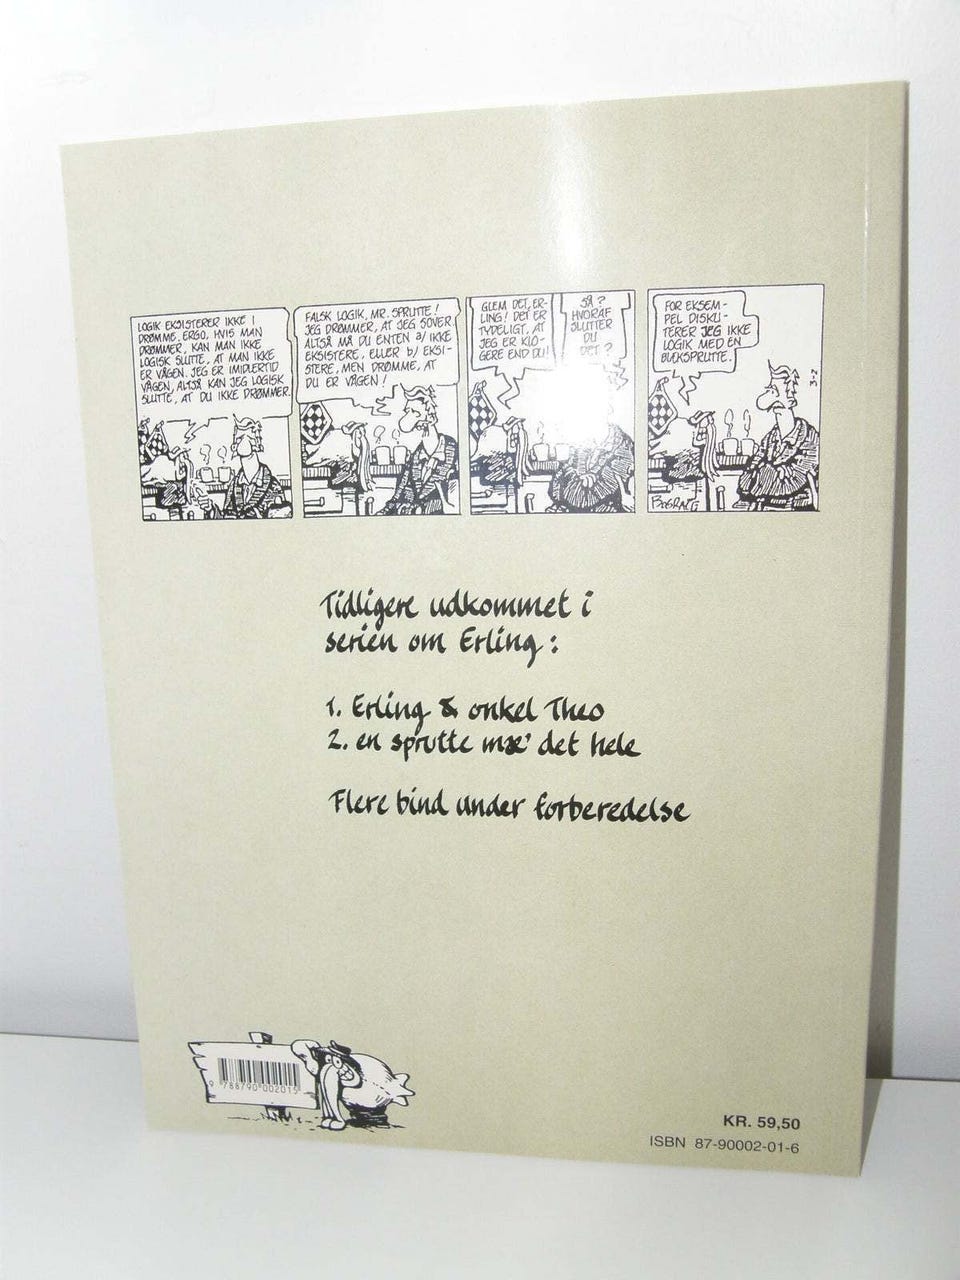 LOGIK EKSISTERER IKKE I
DRØMME, ERGO, HVIS MAN
DRØMMER, KAN MAN IKKE
LOGISK SLUTTE, AT MAN IKKE
ER VÅGEN. JEG ER IMIDLERTID
VÅGEN, ALTSÅ KAN JEG LOGISK
SLUTTE, AT DU IKKE DRØMMER.
FALSK LOGIK, MR. SPRUTTE!
JEG DRØMMER, AT JEG SOVER.
ALTSÅ MÅ DU ENTEN a/ IKKE
EKSISTERE, ELLER b/ EKSI-
STERE, MEN DRØMME, AT
DU ER VÅGEN!
GLEM DET, ER-
LING! DET ER
TYDELIGT, AT
JEG ER KLO-
GERE END DU!
SÅ?
HVORAF
SLUTTER
DU
DET?
FOR EKSEM-
PEL DISKU-
TERER JEG IKKE
LOGIK MED EN
BLÆKSPRUTTE.
3-2
Tidligere udkommet i
serien om Erling:
1. Erling & onkel Theo
2. en sprutte mæ' det hele
Flere bind under forberedelse
9 788790 002015
KR. 59,50
ISBN 87-90002-01-6